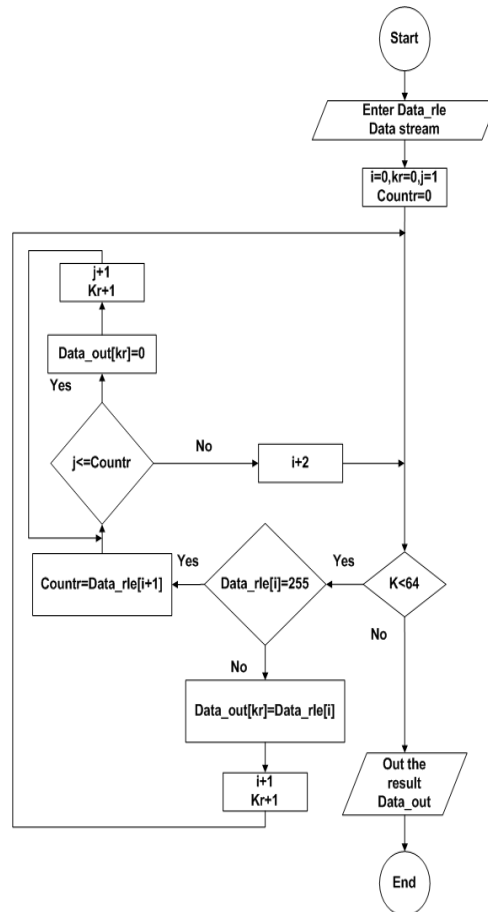 Start
Enter Data_rle
Data stream
i=0,kr=0,j=1
Countr=0
j+1
Kr+1
Data_out[kr]=0
Yes
j<=Countr
No
i+2
Countr=Data_rle[i+1]
Yes
Data_rle[i]=255
Yes
K<64
No
No
Data_out[kr]=Data_rle[i]
i+1
Kr+1
Out the
result
Data_out
End